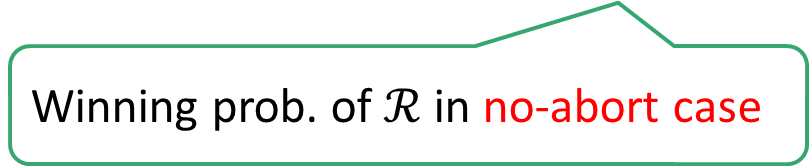 Winning prob. of ℛ in no-abort case